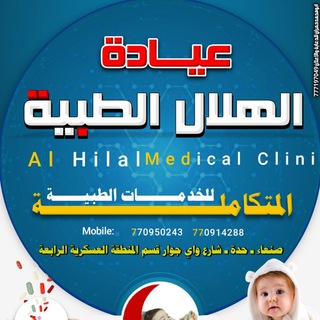 عيادة
الهلال الطبية
Al Hilal Medical Clini
للخدمات الطبية
المتكاملة
Mobile: 770950243 770914288
صنعاء - حدة - شارع واي جوار قسم المنطقة العسكرية الرابعة
777197049